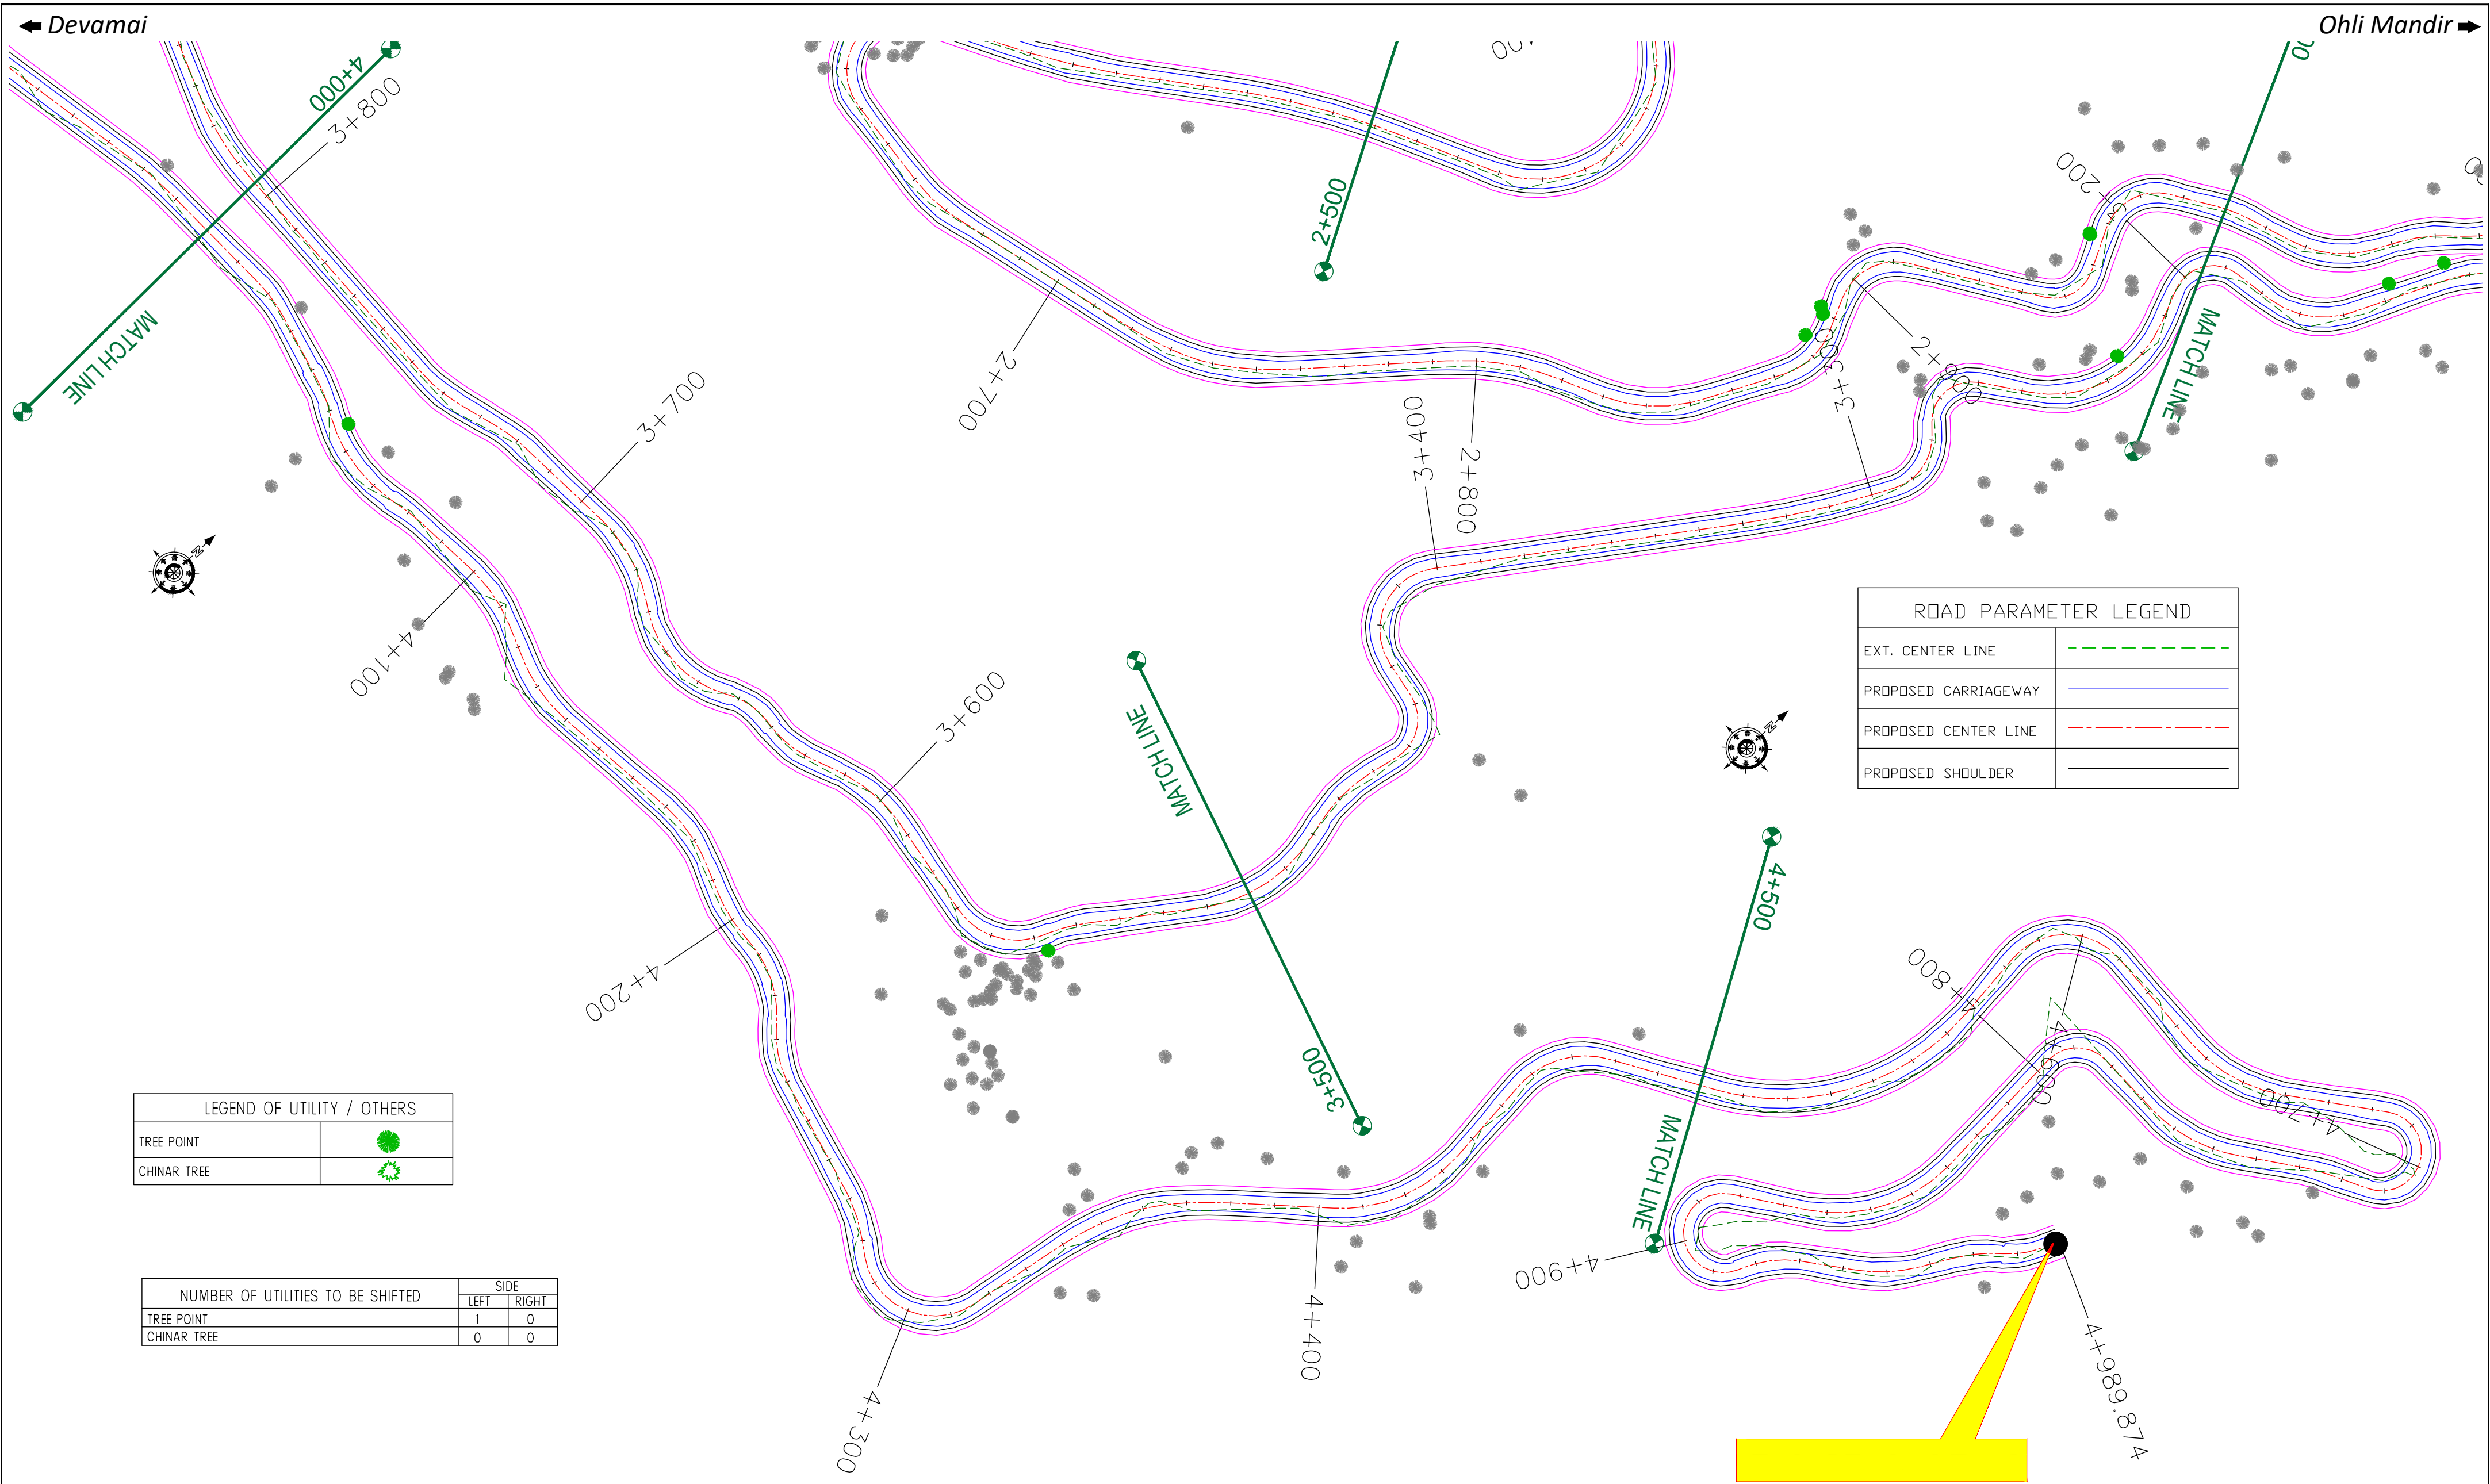 Devamai
Ohli Mandir
4+000
3+800
MATCH LINE
2+500
3+200
MATCH LINE
3+700
2+700
3+400
2+800
3+300
2+900
N
4+100
3+600
MATCH LINE
3+500
4+200
N
ROAD PARAMETER LEGEND
EXT. CENTER LINE
PROPOSED CARRIAGEWAY
PROPOSED CENTER LINE
PROPOSED SHOULDER
4+500
MATCH LINE
4+800
4+600
4+700
4+900
4+989.874
4+400
4+300
LEGEND OF UTILITY / OTHERS
TREE POINT
CHINAR TREE
NUMBER OF UTILITIES TO BE SHIFTED SIDE
LEFT RIGHT
TREE POINT 1 0
CHINAR TREE 0 0